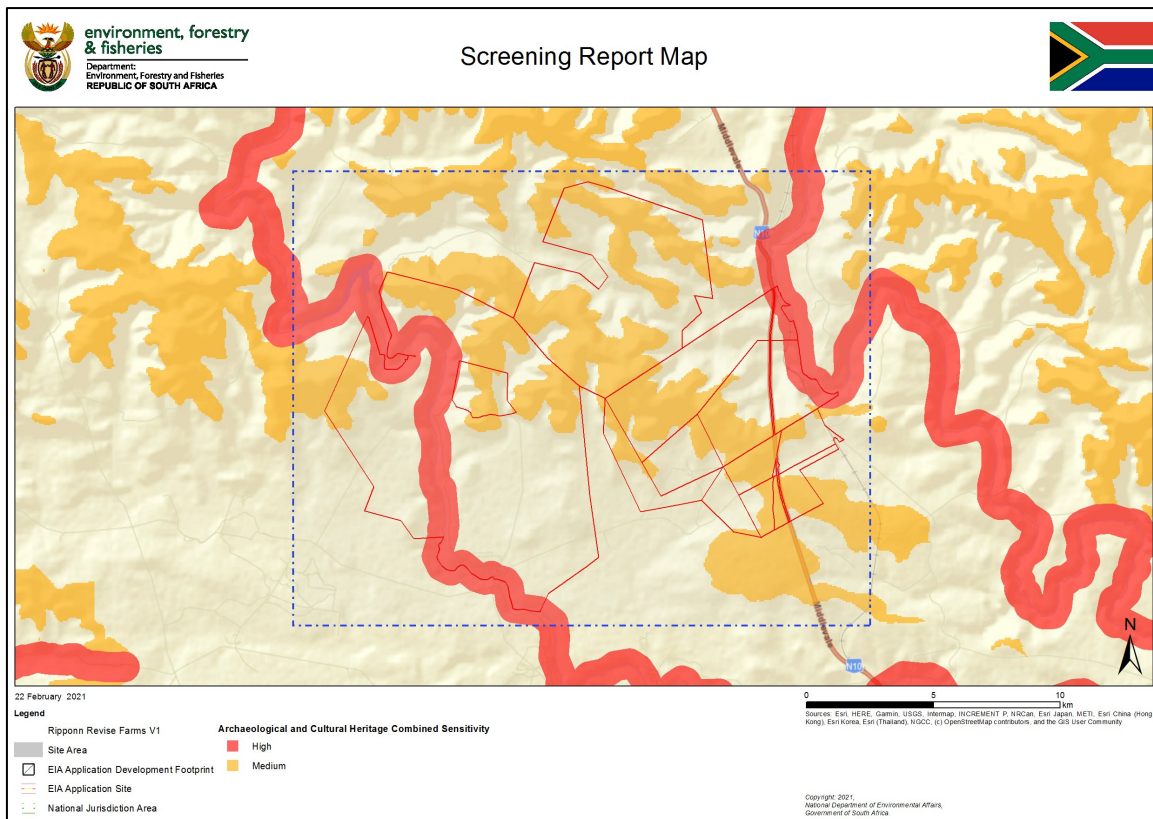 environment, forestry
& fisheries
Department:
Environment, Forestry and Fisheries
REPUBLIC OF SOUTH AFRICA
Screening Report Map
Middlevale
N10
Middlevale
N10
N
22 February 2021
0 5 10
km
Sources: Esri, HERE, Garmin, USGS, Intermap, INCREMENT P, NRCan, Esri Japan, METI, Esri China (Hong
Kong), Esri Korea, Esri (Thailand), NGCC, (c) OpenStreetMap contributors, and the GIS User Community
Legend
Ripponn Revise Farms V1
Site Area
EIA Application Development Footprint
EIA Application Site
National Jurisdiction Area
Archaeological and Cultural Heritage Combined Sensitivity
High
Medium
Copyright: 2021,
National Department of Environmental Affairs,
Government of South Africa.